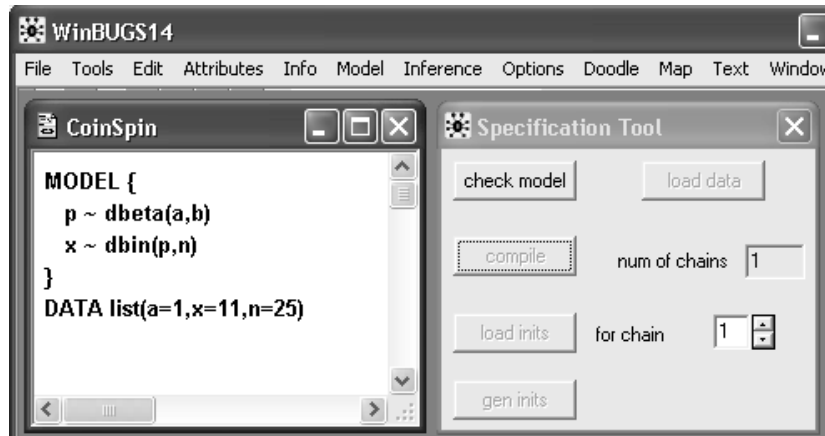 WinBUGS14
File Tools Edit Attributes Info Model Inference Options Doodle Map Text Window
CoinSpin
MODEL {
p ~ dbeta(a,b)
x ~ dbin(p,n)
}
DATA list(a=1,x=11,n=25)
Specification Tool
check model load data
compile num of chains 1
load inits for chain 1
gen inits